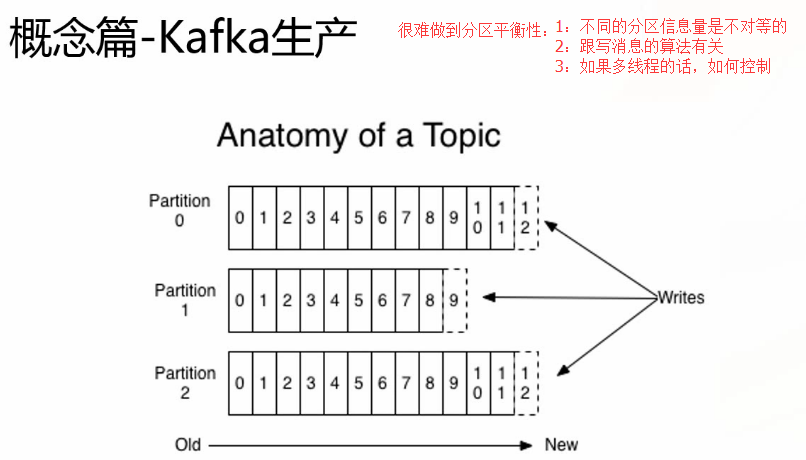 概念篇-Kafka生产
很难做到分区平衡性：1：不同的分区信息量是不对等的
2：跟写消息的算法有关
3：如果多线程的话，如何控制
Anatomy of a Topic
Partition 0
0 1 2 3 4 5 6 7 8 9 10 11 12
Partition 1
0 1 2 3 4 5 6 7 8 9
Writes
Partition 2
0 1 2 3 4 5 6 7 8 9 10 11 12
Old New